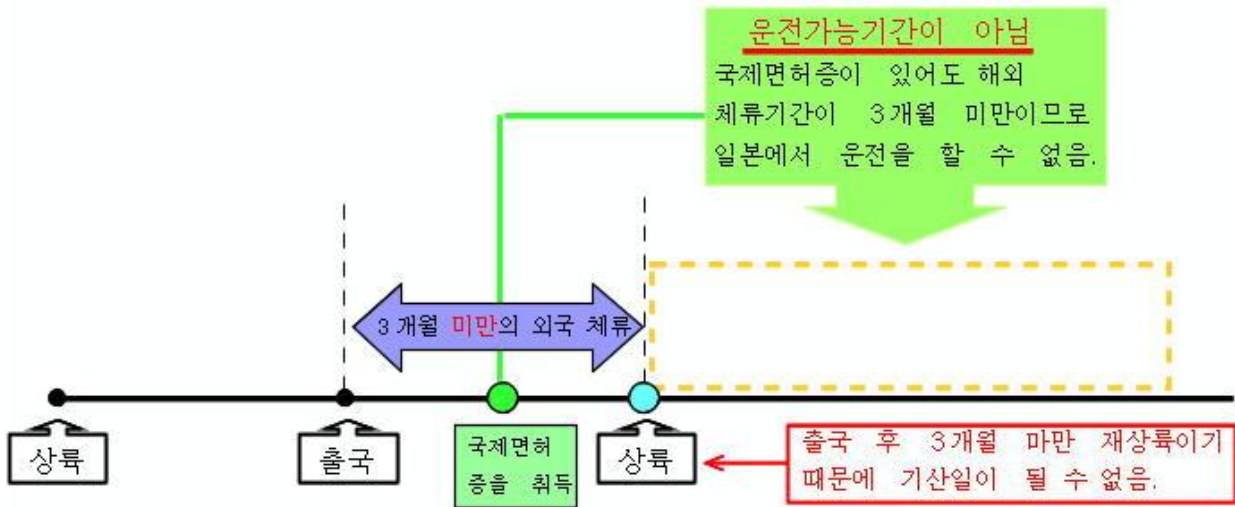 운전가능기간이 아님
국제면허증이 있어도 해외
체류기간이 3개월 미만이므로
일본에서 운전을 할 수 없음.
3개월 미만의 외국 체류
상륙
출국
국제면허
증을 취득
상륙
출국 후 3개월 마만 재상륙이기
때문에 기산일이 될 수 없음.